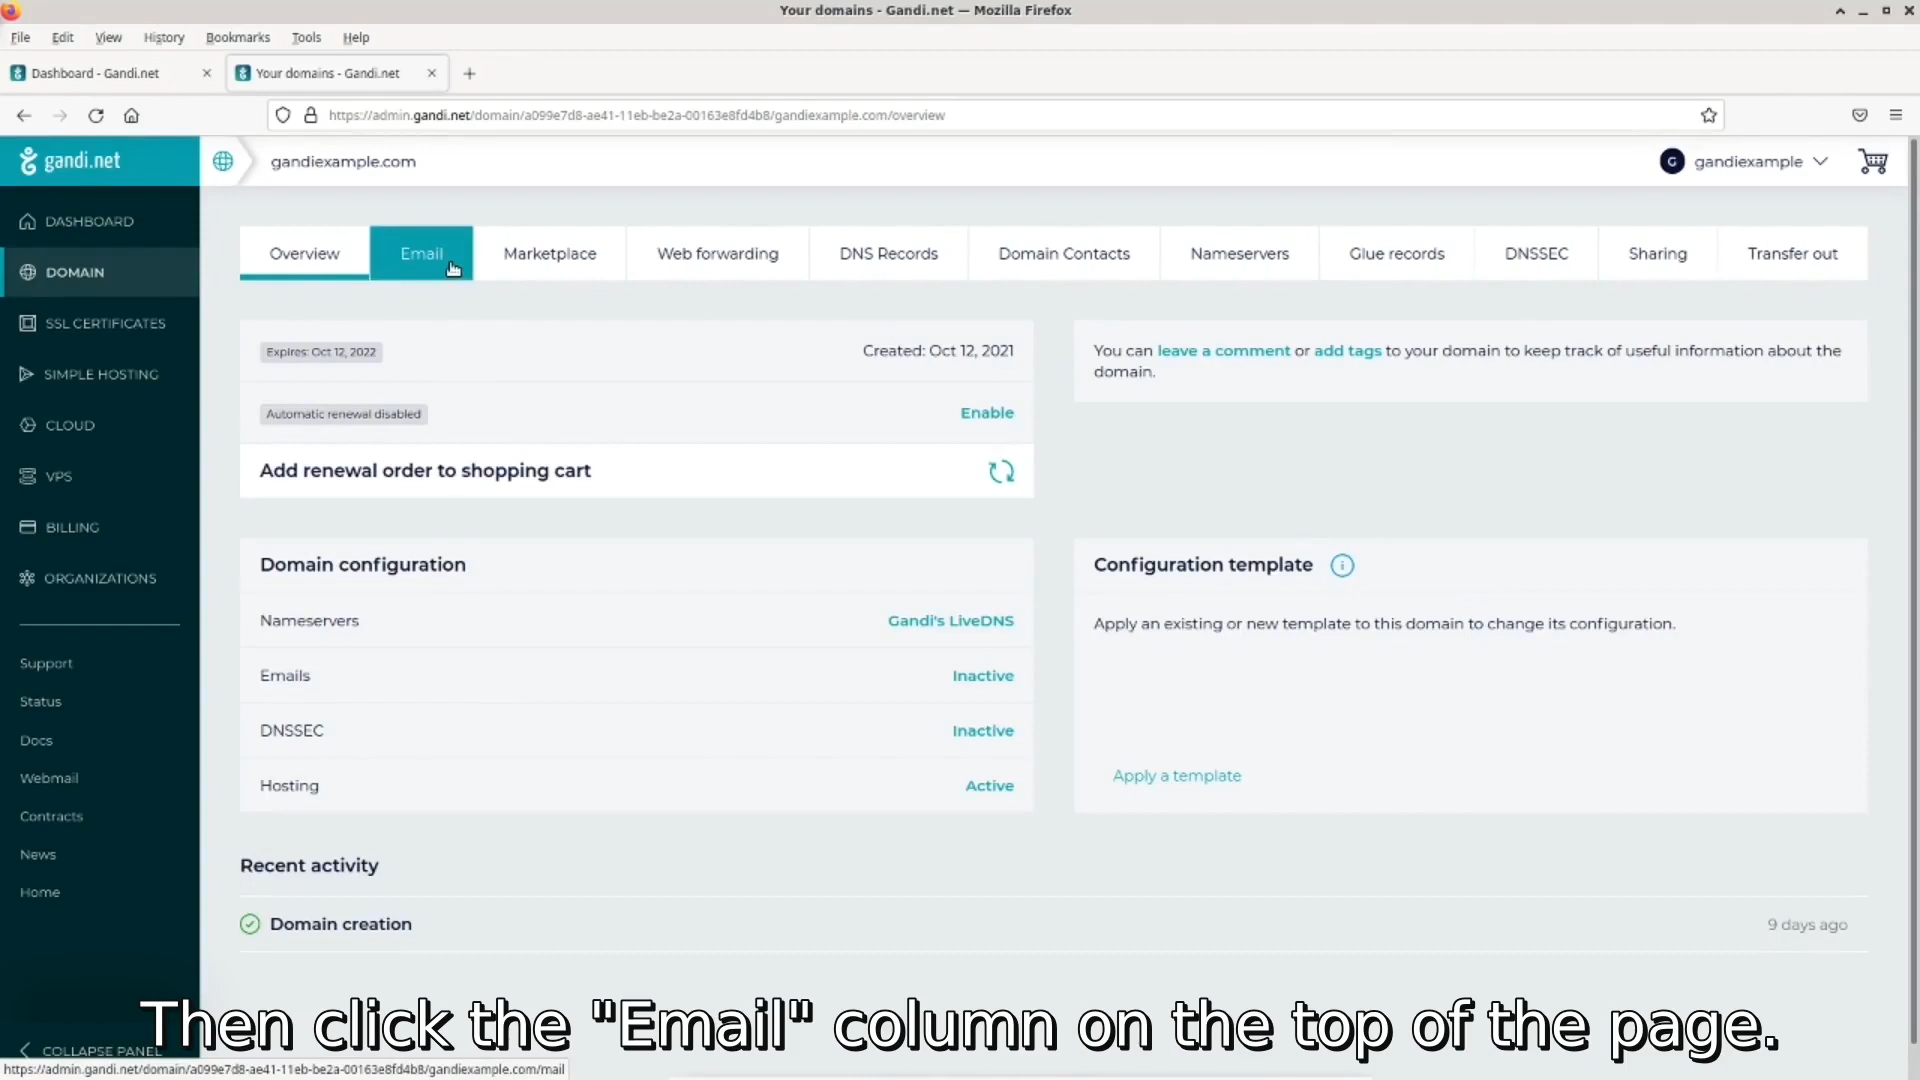 Your domains - Gandi.net — Mozilla Firefox
File Edit View History Bookmarks Tools Help
Dashboard - Gandi.net
Your domains - Gandi.net
https://admin.gandi.net/domain/a099e7d8-ae41-11eb-be2a-00163e8fd4b8/gandiexample.com/overview
gandi.net
gandiexample.com
G gandiexample
DASHBOARD
DOMAIN
SSL CERTIFICATES
SIMPLE HOSTING
CLOUD
VPS
BILLING
ORGANIZATIONS
Support
Status
Docs
Webmail
Contracts
News
Home
COLLAPSE PANEL
Overview Email Marketplace Web forwarding DNS Records Domain Contacts Nameservers Glue records DNSSEC Sharing Transfer out
Expires: Oct 12, 2022 Created: Oct 12, 2021
Automatic renewal disabled Enable
Add renewal order to shopping cart
You can leave a comment or add tags to your domain to keep track of useful information about the
domain.
Domain configuration
Nameservers Gandi's LiveDNS
Emails Inactive
DNSSEC Inactive
Hosting Active
Configuration template i
Apply an existing or new template to this domain to change its configuration.
Apply a template
Recent activity
Domain creation 9 days ago
Then click the "Email" column on the top of the page.
https://admin.gandi.net/domain/a099e7d8-ae41-11eb-be2a-00163e8fd4b8/gandiexample.com/mail